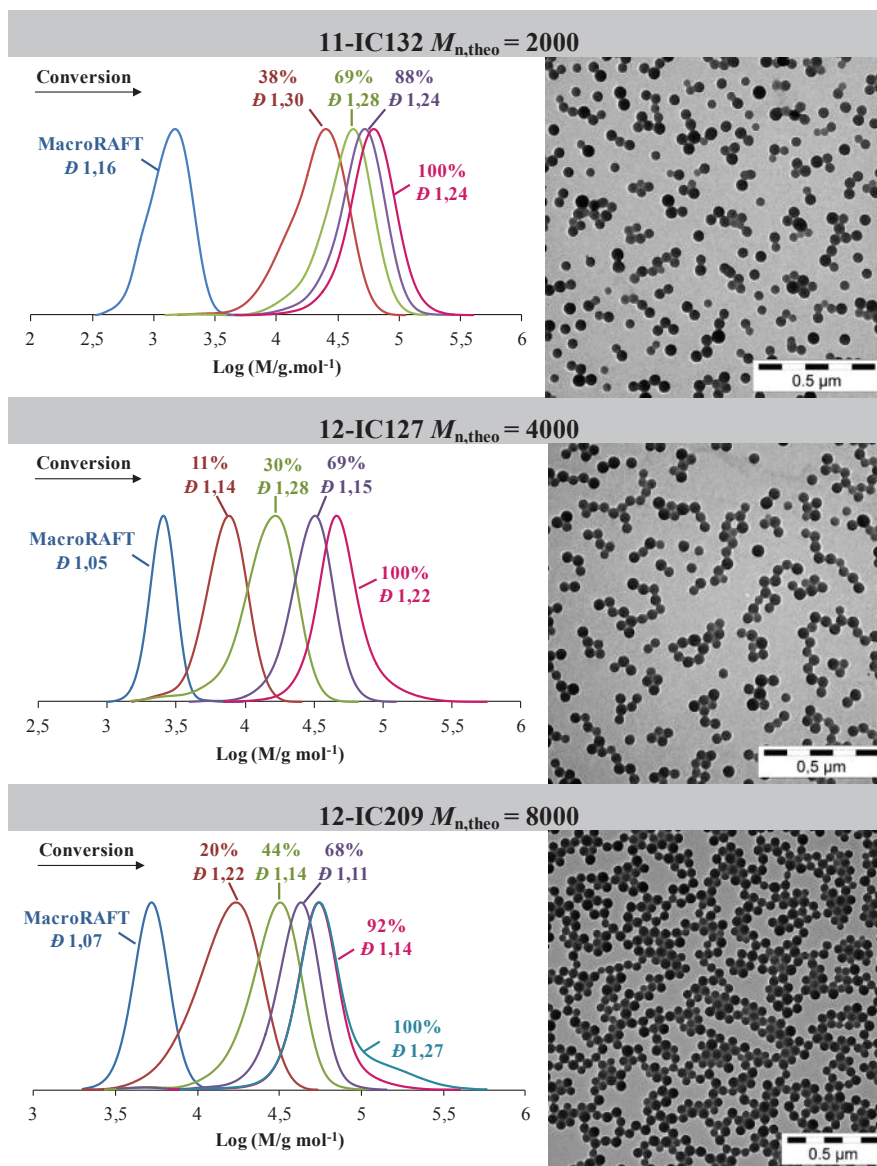 11-IC132 Mn,theo = 2000
Conversion
38%
Đ 1,30
69%
Đ 1,28
88%
Đ 1,24
MacroRAFT
Đ 1,16
100%
Đ 1,24
2 2,5 3 3,5 4 4,5 5 5,5 6
Log (M/g.mol-1)
0.5 µm
12-IC127 Mn,theo = 4000
Conversion
11%
Đ 1,14
30%
Đ 1,28
69%
Đ 1,15
MacroRAFT
Đ 1,05
100%
Đ 1,22
2,5 3 3,5 4 4,5 5 5,5 6
Log (M/g mol-1)
0,5 µm
12-IC209 Mn,theo = 8000
Conversion
20%
Đ 1,22
44%
Đ 1,14
68%
Đ 1,11
MacroRAFT
Đ 1,07
92%
Đ 1,14
100%
Đ 1,27
3 3,5 4 4,5 5 5,5 6
Log (M/g mol-1)
0.5 µm